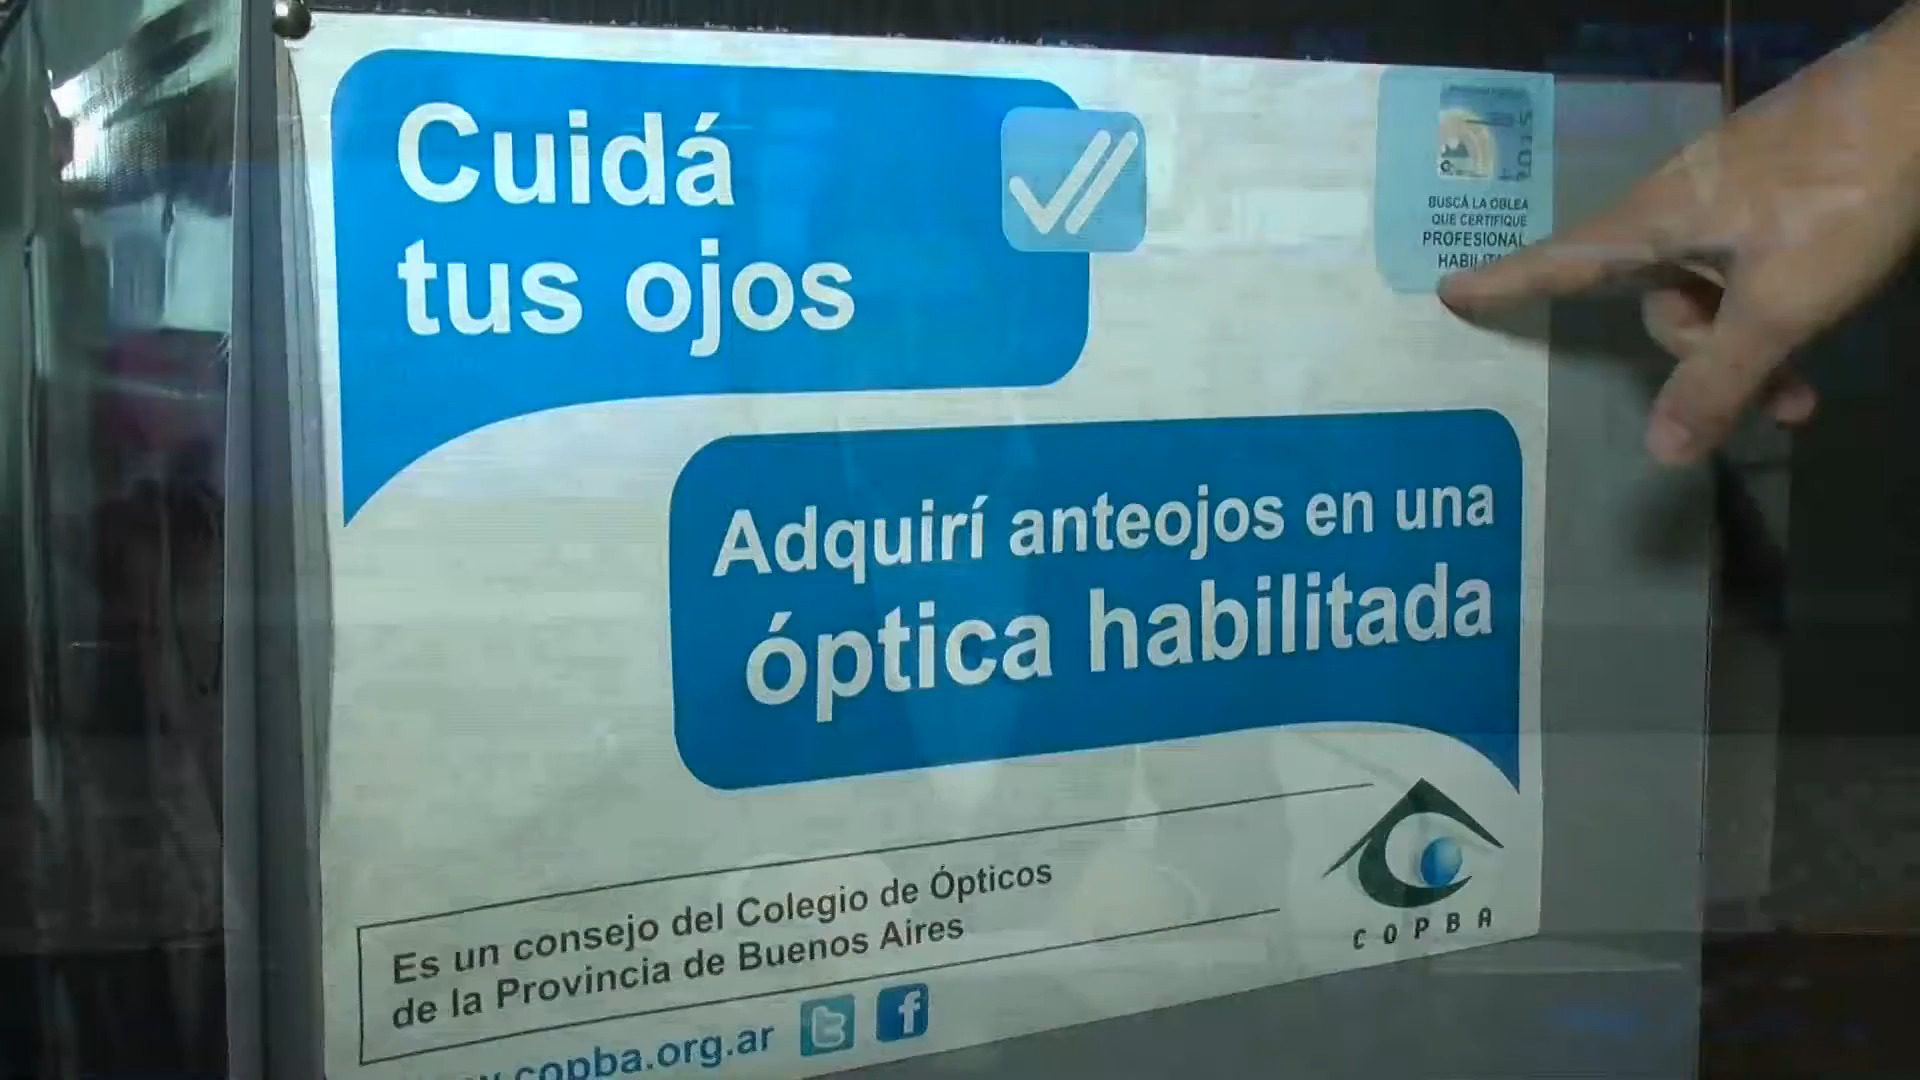 Cuidá
tus ojos
BUSCÁ LA OBLEA
QUE CERTIFIQUE
PROFESIONAL
Adquirí anteojos en una
óptica habilitada
Es un consejo del Colegio de Ópticos
de la Provincia de Buenos Aires
COPBA
copba.org.ar